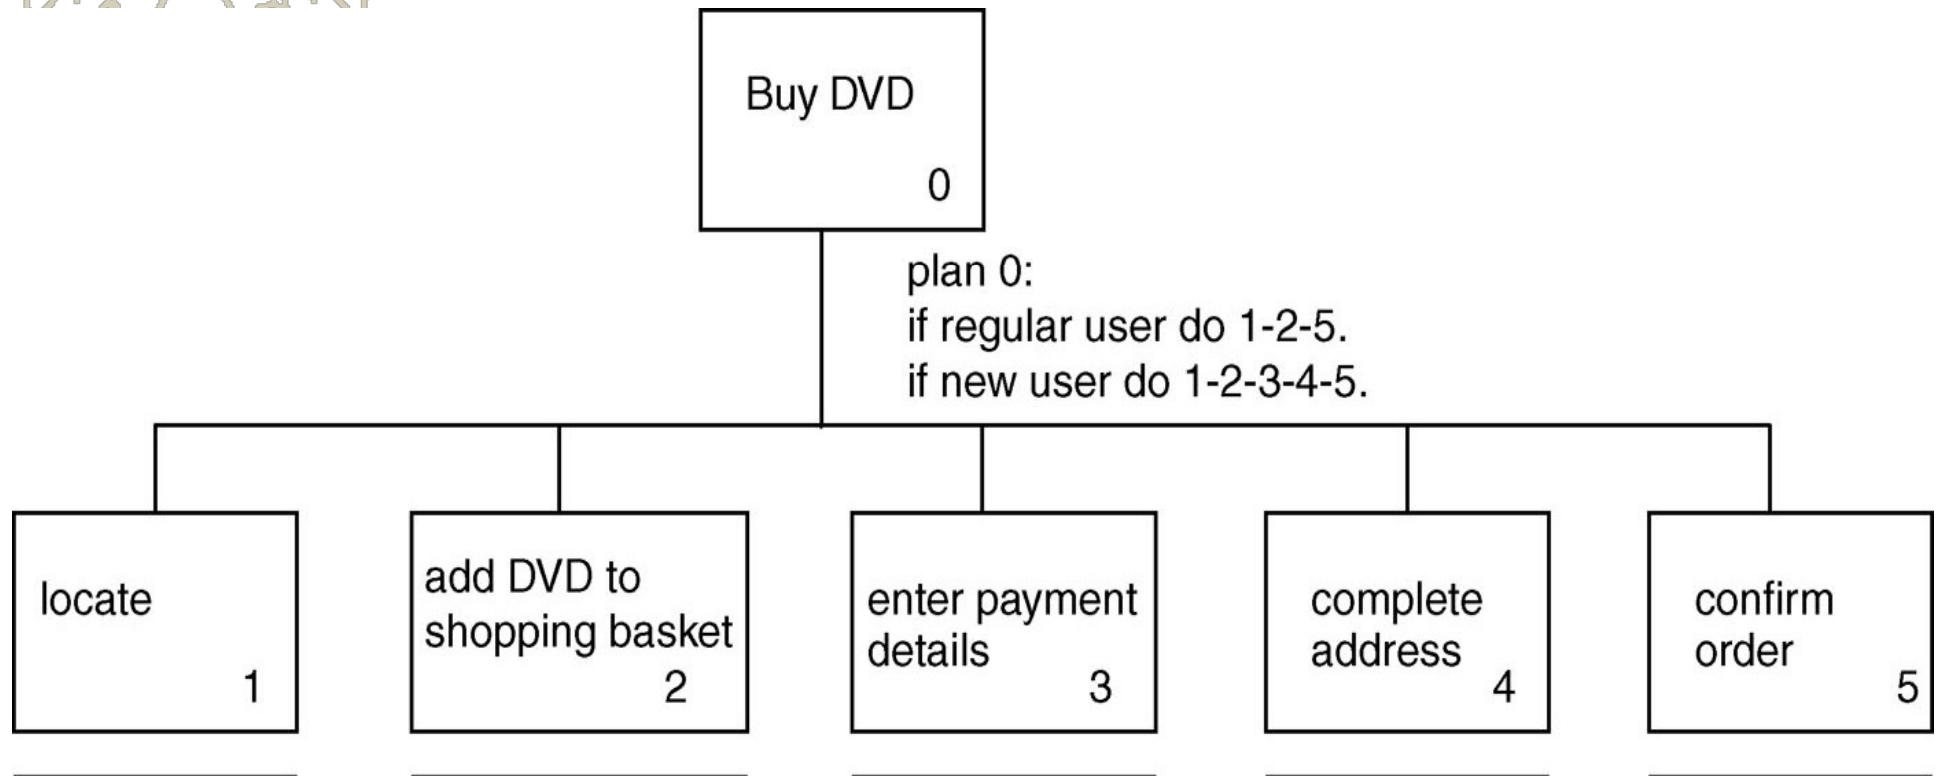 Buy DVD
0
plan 0:
if regular user do 1-2-5.
if new user do 1-2-3-4-5.
locate
1
add DVD to
shopping basket
2
enter payment
details
3
complete
address
4
confirm
order
5